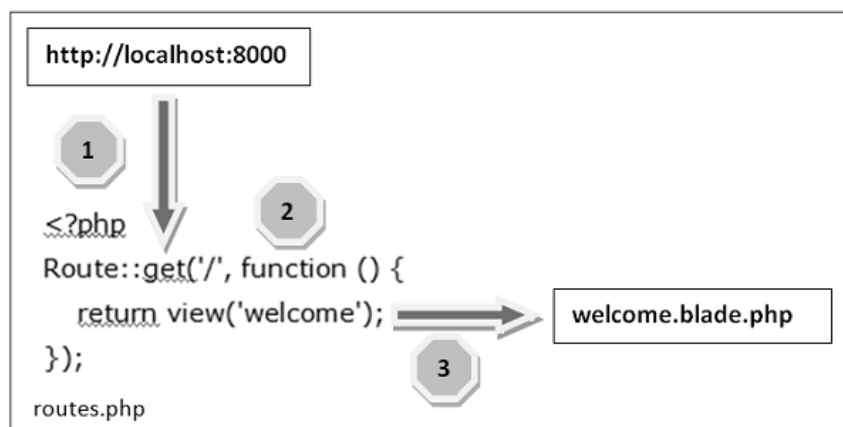 http://localhost:8000
1
2
<?php
Route::get('/', function () {
return view('welcome');
welcome.blade.php
});
3
routes.php